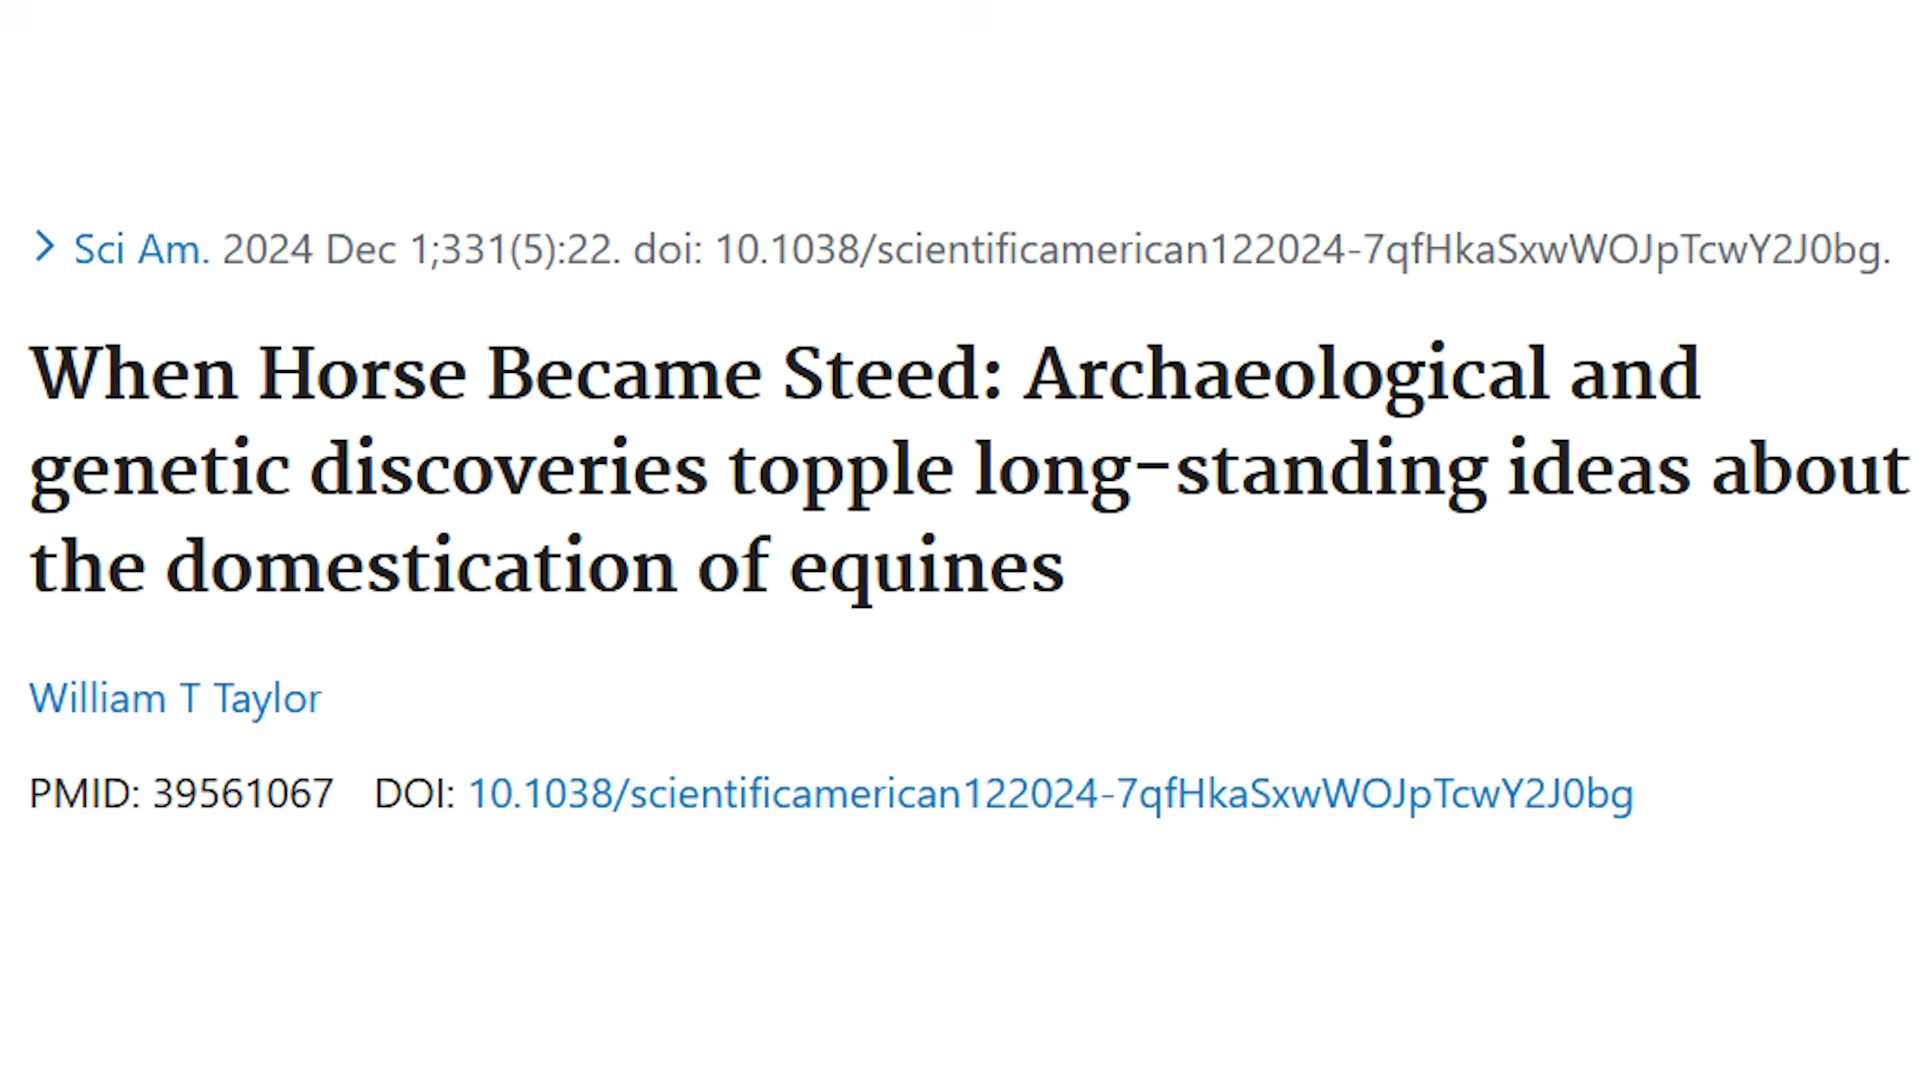 Sci Am. 2024 Dec 1;331(5):22. doi: 10.1038/scientificamerican122024-7qfHkaSxwWOJpTcwY2J0bg.
When Horse Became Steed: Archaeological and
genetic discoveries topple long-standing ideas about
the domestication of equines
William T Taylor
PMID: 39561067 DOI: 10.1038/scientificamerican122024-7qfHkaSxwWOJpTcwY2J0bg